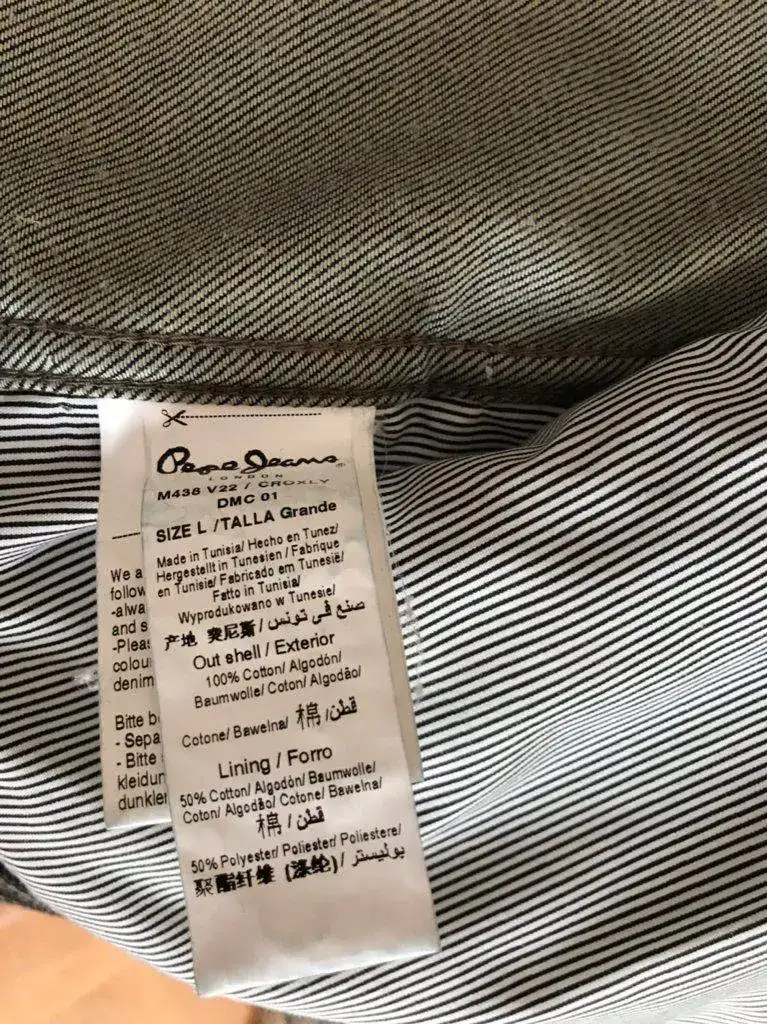 Pepe Jeans
LONDON
M438 V22 / CROXLY
DMC 01
SIZE L /TALLA Grande
Made in Tunisia/ Hecho en Tunez/
Hergestellt in Tunesien / Fabrique
en Tunisie/ Fabricado em Tunesië/
Fatto in Tunisia/
Wyprodukowano w Tunesie/
产地 突尼斯/ صنع في تونس
Out shell / Exterior
100% Cotton/ Algodón/
Baumwolle/ Coton/ Algodão/
Cotone/ Bawelna/ 棉/ قطن
Lining / Forro
50% Cotton/ Algodón/ Baumwolle/
Coton/ Algodão/ Cotone/ Bawelna/
棉/ قطن
50% Polyester/ Poliester/ Poliestere/
聚酯纤维 (涤纶)/ بوليستر
We a
follow
-alwa
and s
-Pleas
colou
denim
Bitte b
- Sepa
- Bitte
kleidun
dunkler